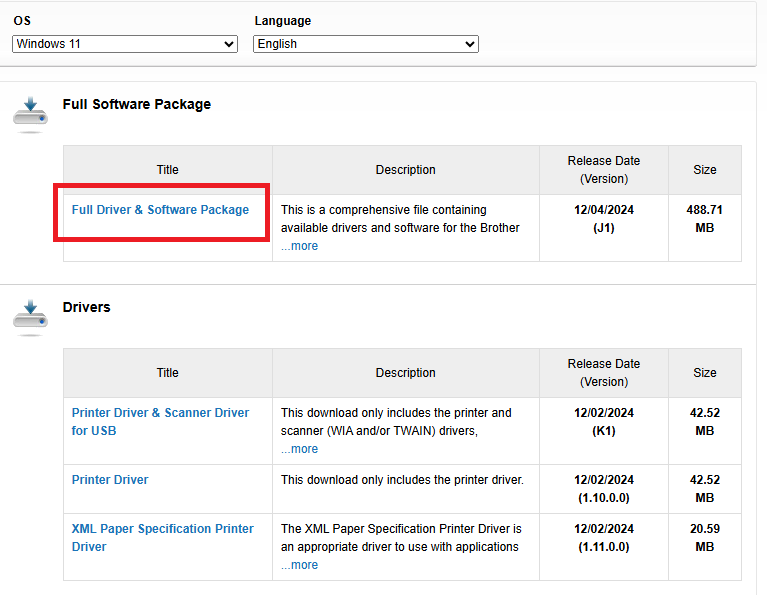 OS
Language
Windows 11
English
Full Software Package
Title
Description
Release Date
(Version)
Size
Full Driver & Software Package
This is a comprehensive file containing
available drivers and software for the Brother
...more
12/04/2024
(J1)
488.71
MB
Drivers
Title
Description
Release Date
(Version)
Size
Printer Driver & Scanner Driver
for USB
This download only includes the printer and
scanner (WIA and/or TWAIN) drivers,
...more
12/02/2024
(K1)
42.52
MB
Printer Driver
This download only includes the printer driver.
12/02/2024
(1.10.0.0)
42.52
MB
XML Paper Specification Printer
Driver
The XML Paper Specification Printer Driver is
an appropriate driver to use with applications
...more
12/02/2024
(1.11.0.0)
20.59
MB